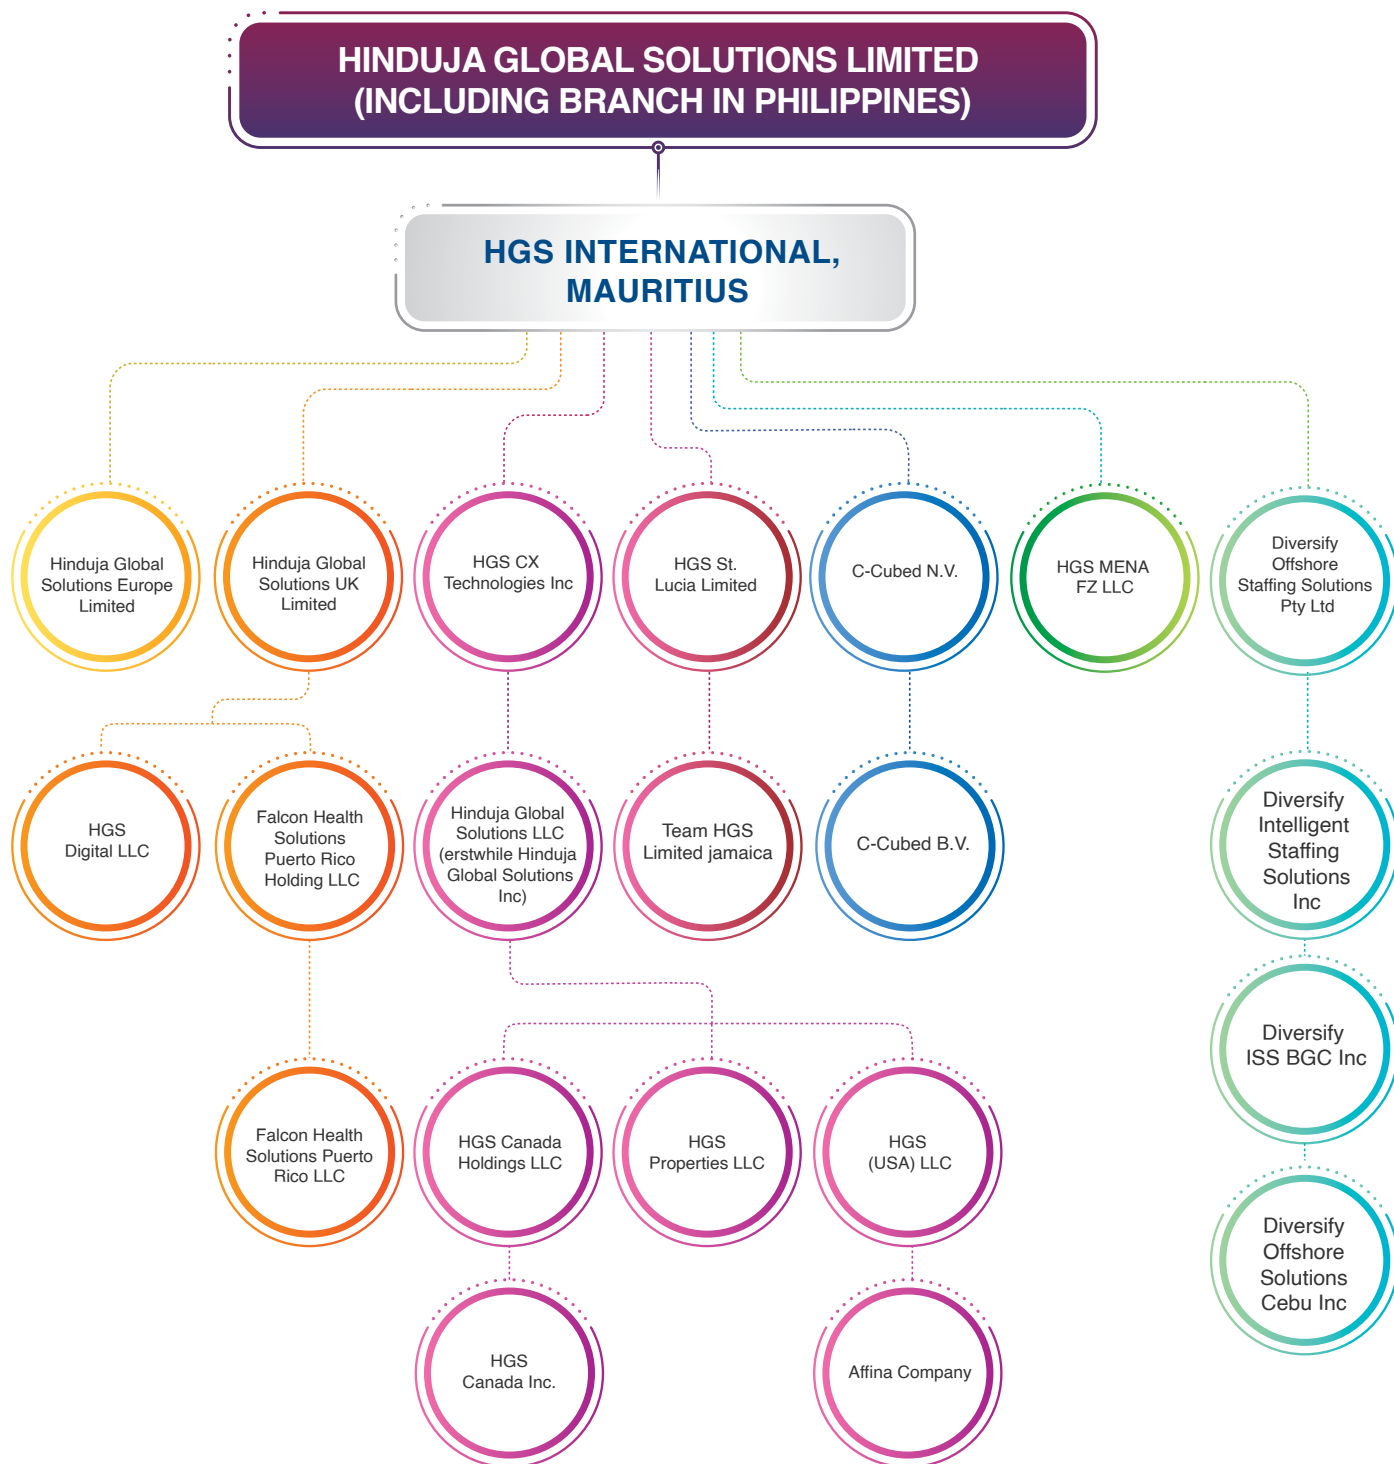 HINDUJA GLOBAL SOLUTIONS LIMITED
(INCLUDING BRANCH IN PHILIPPINES)
HGS INTERNATIONAL,
MAURITIUS
Hinduja Global
Solutions Europe
Limited
Hinduja Global
Solutions UK
Limited
HGS CX
Technologies Inc
HGS St.
Lucia Limited
C-Cubed N.V.
HGS MENA
FZ LLC
Diversify
Offshore
Staffing Solutions
Pty Ltd
HGS
Digital LLC
Falcon Health
Solutions
Puerto Rico
Holding LLC
Hinduja Global
Solutions LLC
(erstwhile Hinduja
Global Solutions
Inc)
Team HGS
Limited jamaica
C-Cubed B.V.
Diversify
Intelligent
Staffing
Solutions
Inc
Diversify
ISS BGC Inc
Falcon Health
Solutions Puerto
Rico LLC
HGS Canada
Holdings LLC
HGS
Properties LLC
HGS
(USA) LLC
Diversify
Offshore
Solutions
Cebu Inc
HGS
Canada Inc.
Affina Company